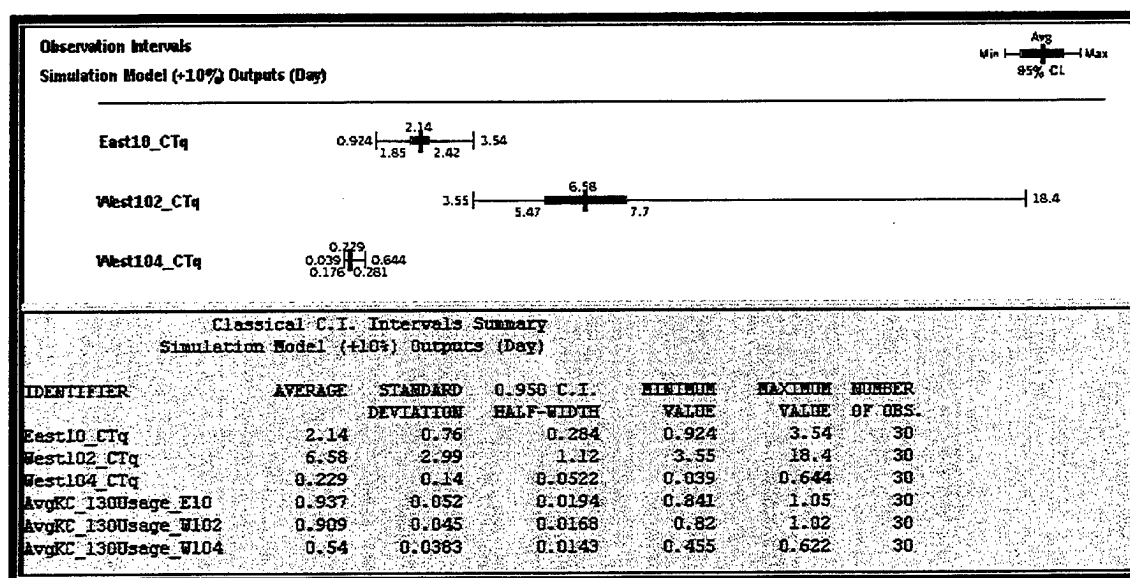 Observation Intervals
Simulation Model (+10%) Outputs (Day)
Avg
Min Max
95% CL
East10_CTq
2.14
0.924 3.54
1.85 2.42
West102_CTq
6.58
3.55 18.4
5.47 7.7
West104_CTq
0.229
0.039 0.644
0.176 0.281
Classical C.I. Intervals Summary
Simulation Model (+10%) Outputs (Day)
IDENTIFIER AVERAGE STANDARD 0.950 C.I. MINIMUM MAXIMUM NUMBER
DEVIATION HALF-WIDTH VALUE VALUE OF OBS.
East10_CTq 2.14 0.76 0.284 0.924 3.54 30
West102_CTq 6.58 2.99 1.12 3.55 18.4 30
West104_CTq 0.229 0.14 0.0522 0.039 0.644 30
AvgKC_130Usage_E10 0.937 0.052 0.0194 0.841 1.05 30
AvgKC_130Usage_W102 0.909 0.045 0.0168 0.82 1.02 30
AvgKC_130Usage_W104 0.54 0.0383 0.0143 0.455 0.622 30